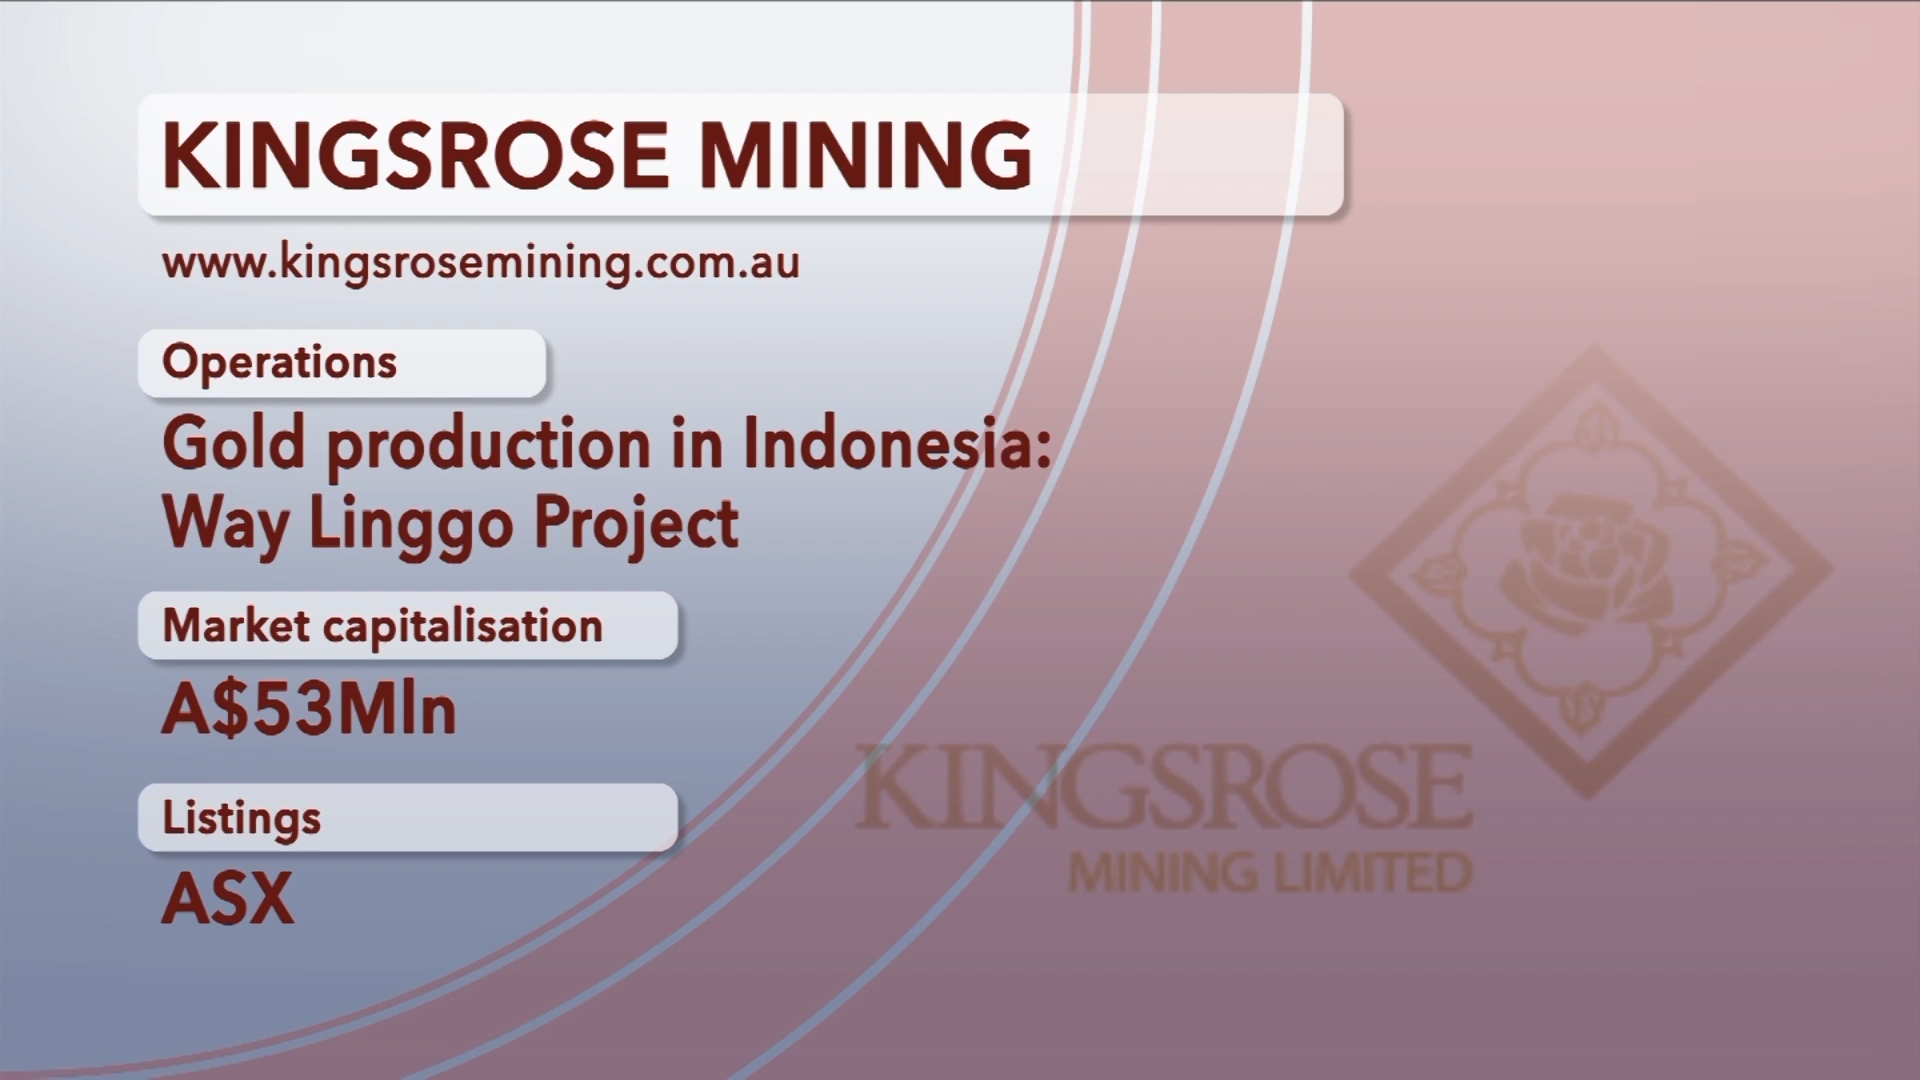 KINGSROSE MINING
www.kingsrosemining.com.au
Operations
Gold production in Indonesia:
Way Linggo Project
Market capitalisation
A$53Mln
Listings
ASX
KINGSROSE
MINING LIMITED